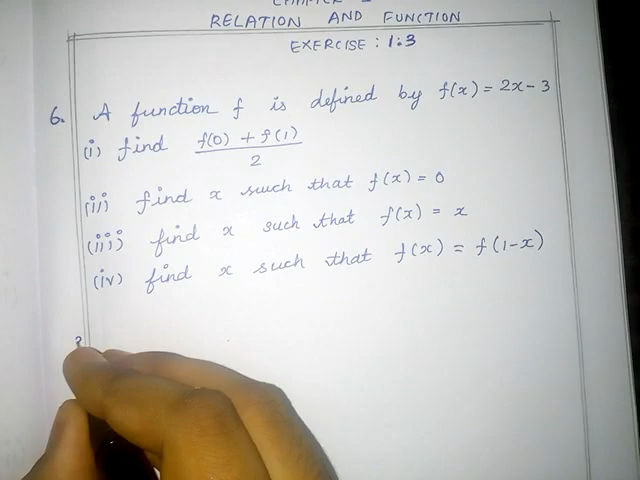 RELATION AND FUNCTION
EXERCISE : 1.3
6. A function f is defined by f(x) = 2x - 3
(i) find f(0) + f(1) / 2
(ii) find x such that f(x) = 0
(iii) find x such that f(x) = x
(iv) find x such that f(x) = f(1-x)